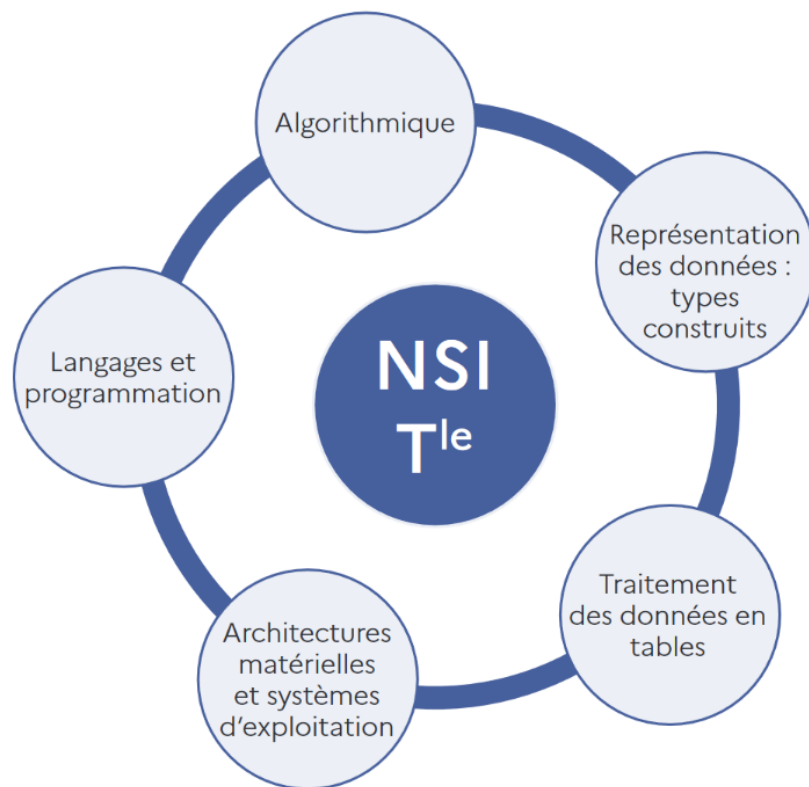 Algorithmique
Représentation
des données :
types
construits
Langages et
programmation
NSI
Tle
Traitement
des données en
tables
Architectures
matérielles
et systèmes
d'exploitation